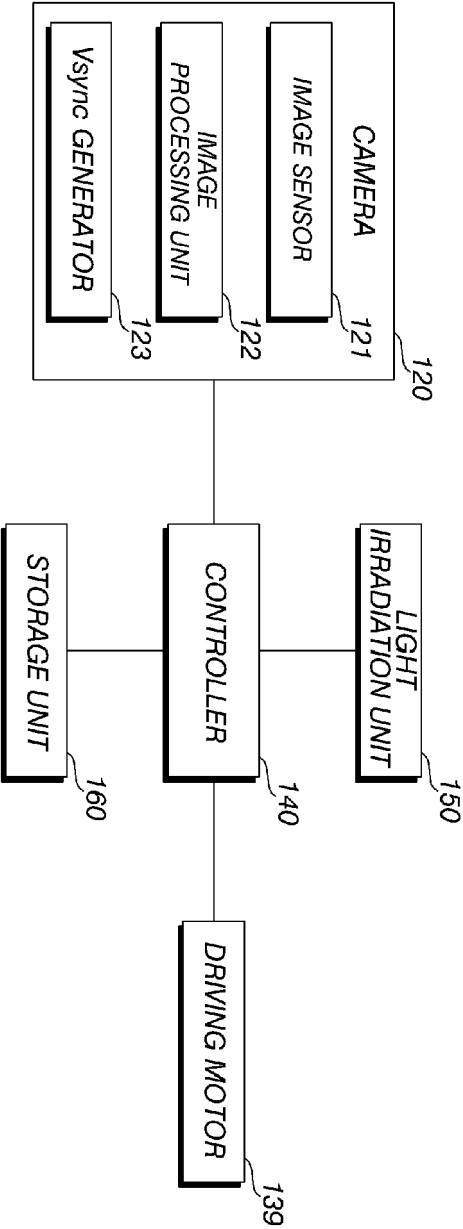 CAMERA
120
IMAGE SENSOR
121
IMAGE
PROCESSING UNIT
122
Vsync GENERATOR
123
LIGHT
IRRADIATION UNIT
150
CONTROLLER
140
STORAGE UNIT
160
DRIVING MOTOR
139